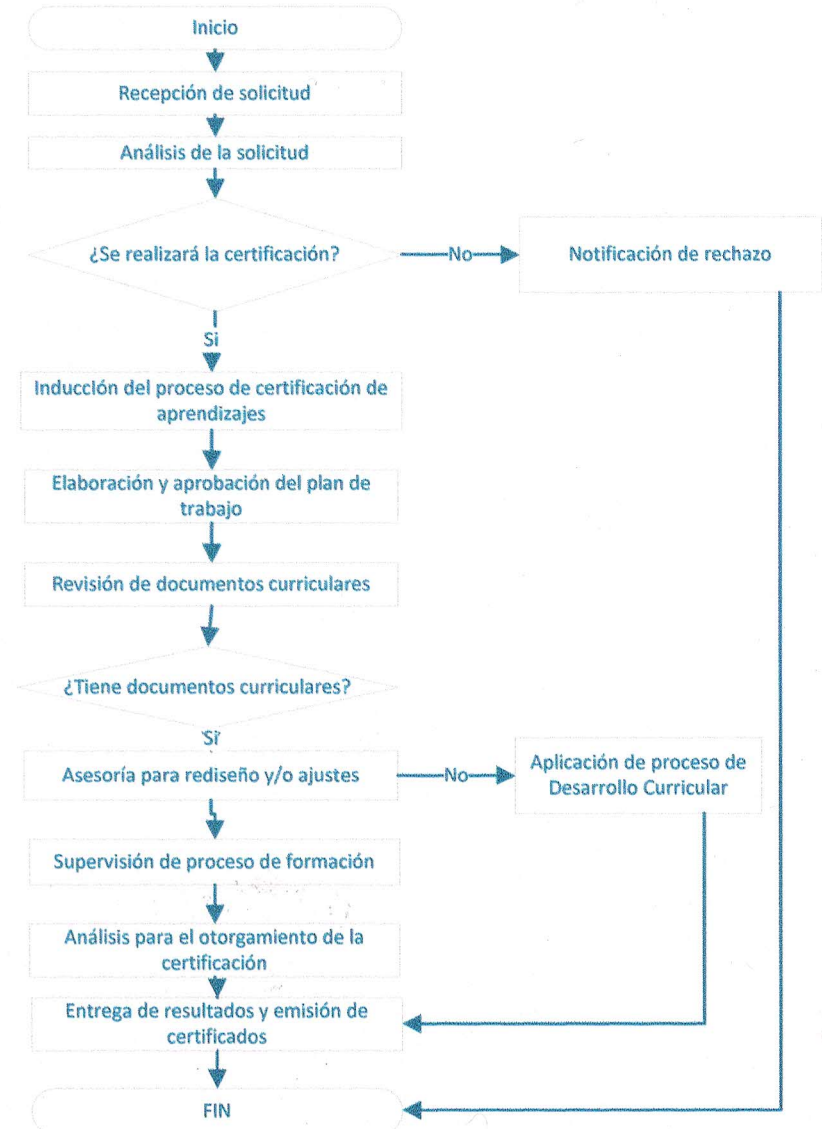 Inicio
Recepción de solicitud
Análisis de la solicitud
¿Se realizará la certificación?
No
Notificación de rechazo
Si
Inducción del proceso de certificación de
aprendizajes
Elaboración y aprobación del plan de
trabajo
Revisión de documentos curriculares
¿Tiene documentos curriculares?
Si
Asesoría para rediseño y/o ajustes
No
Aplicación de proceso de
Desarrollo Curricular
Supervisión de proceso de formación
Análisis para el otorgamiento de la
certificación
Entrega de resultados y emisión de
certificados
FIN